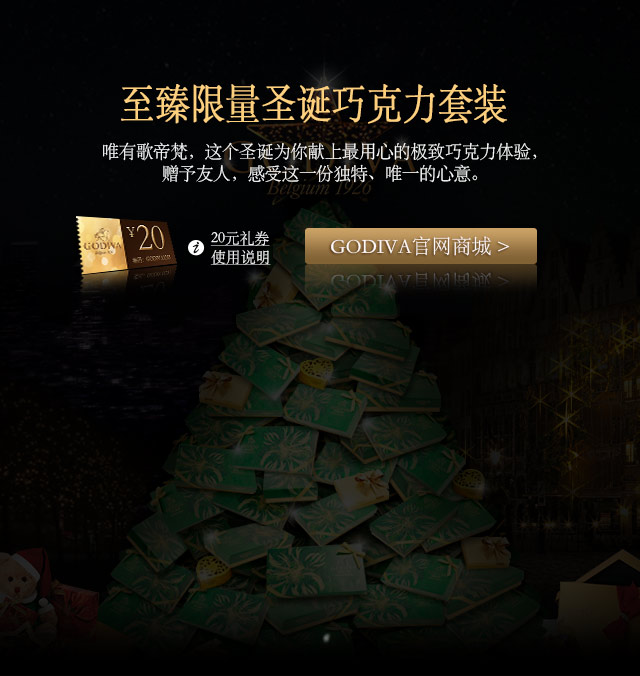 至臻限量圣诞巧克力套装
唯有歌帝梵，这个圣诞为你献上最用心的极致巧克力体验，
赠予友人，感受这一份独特、唯一的心意。
Belgium 1926
GODIVA
¥20
20元礼券
使用说明
GODIVA官网商城 >